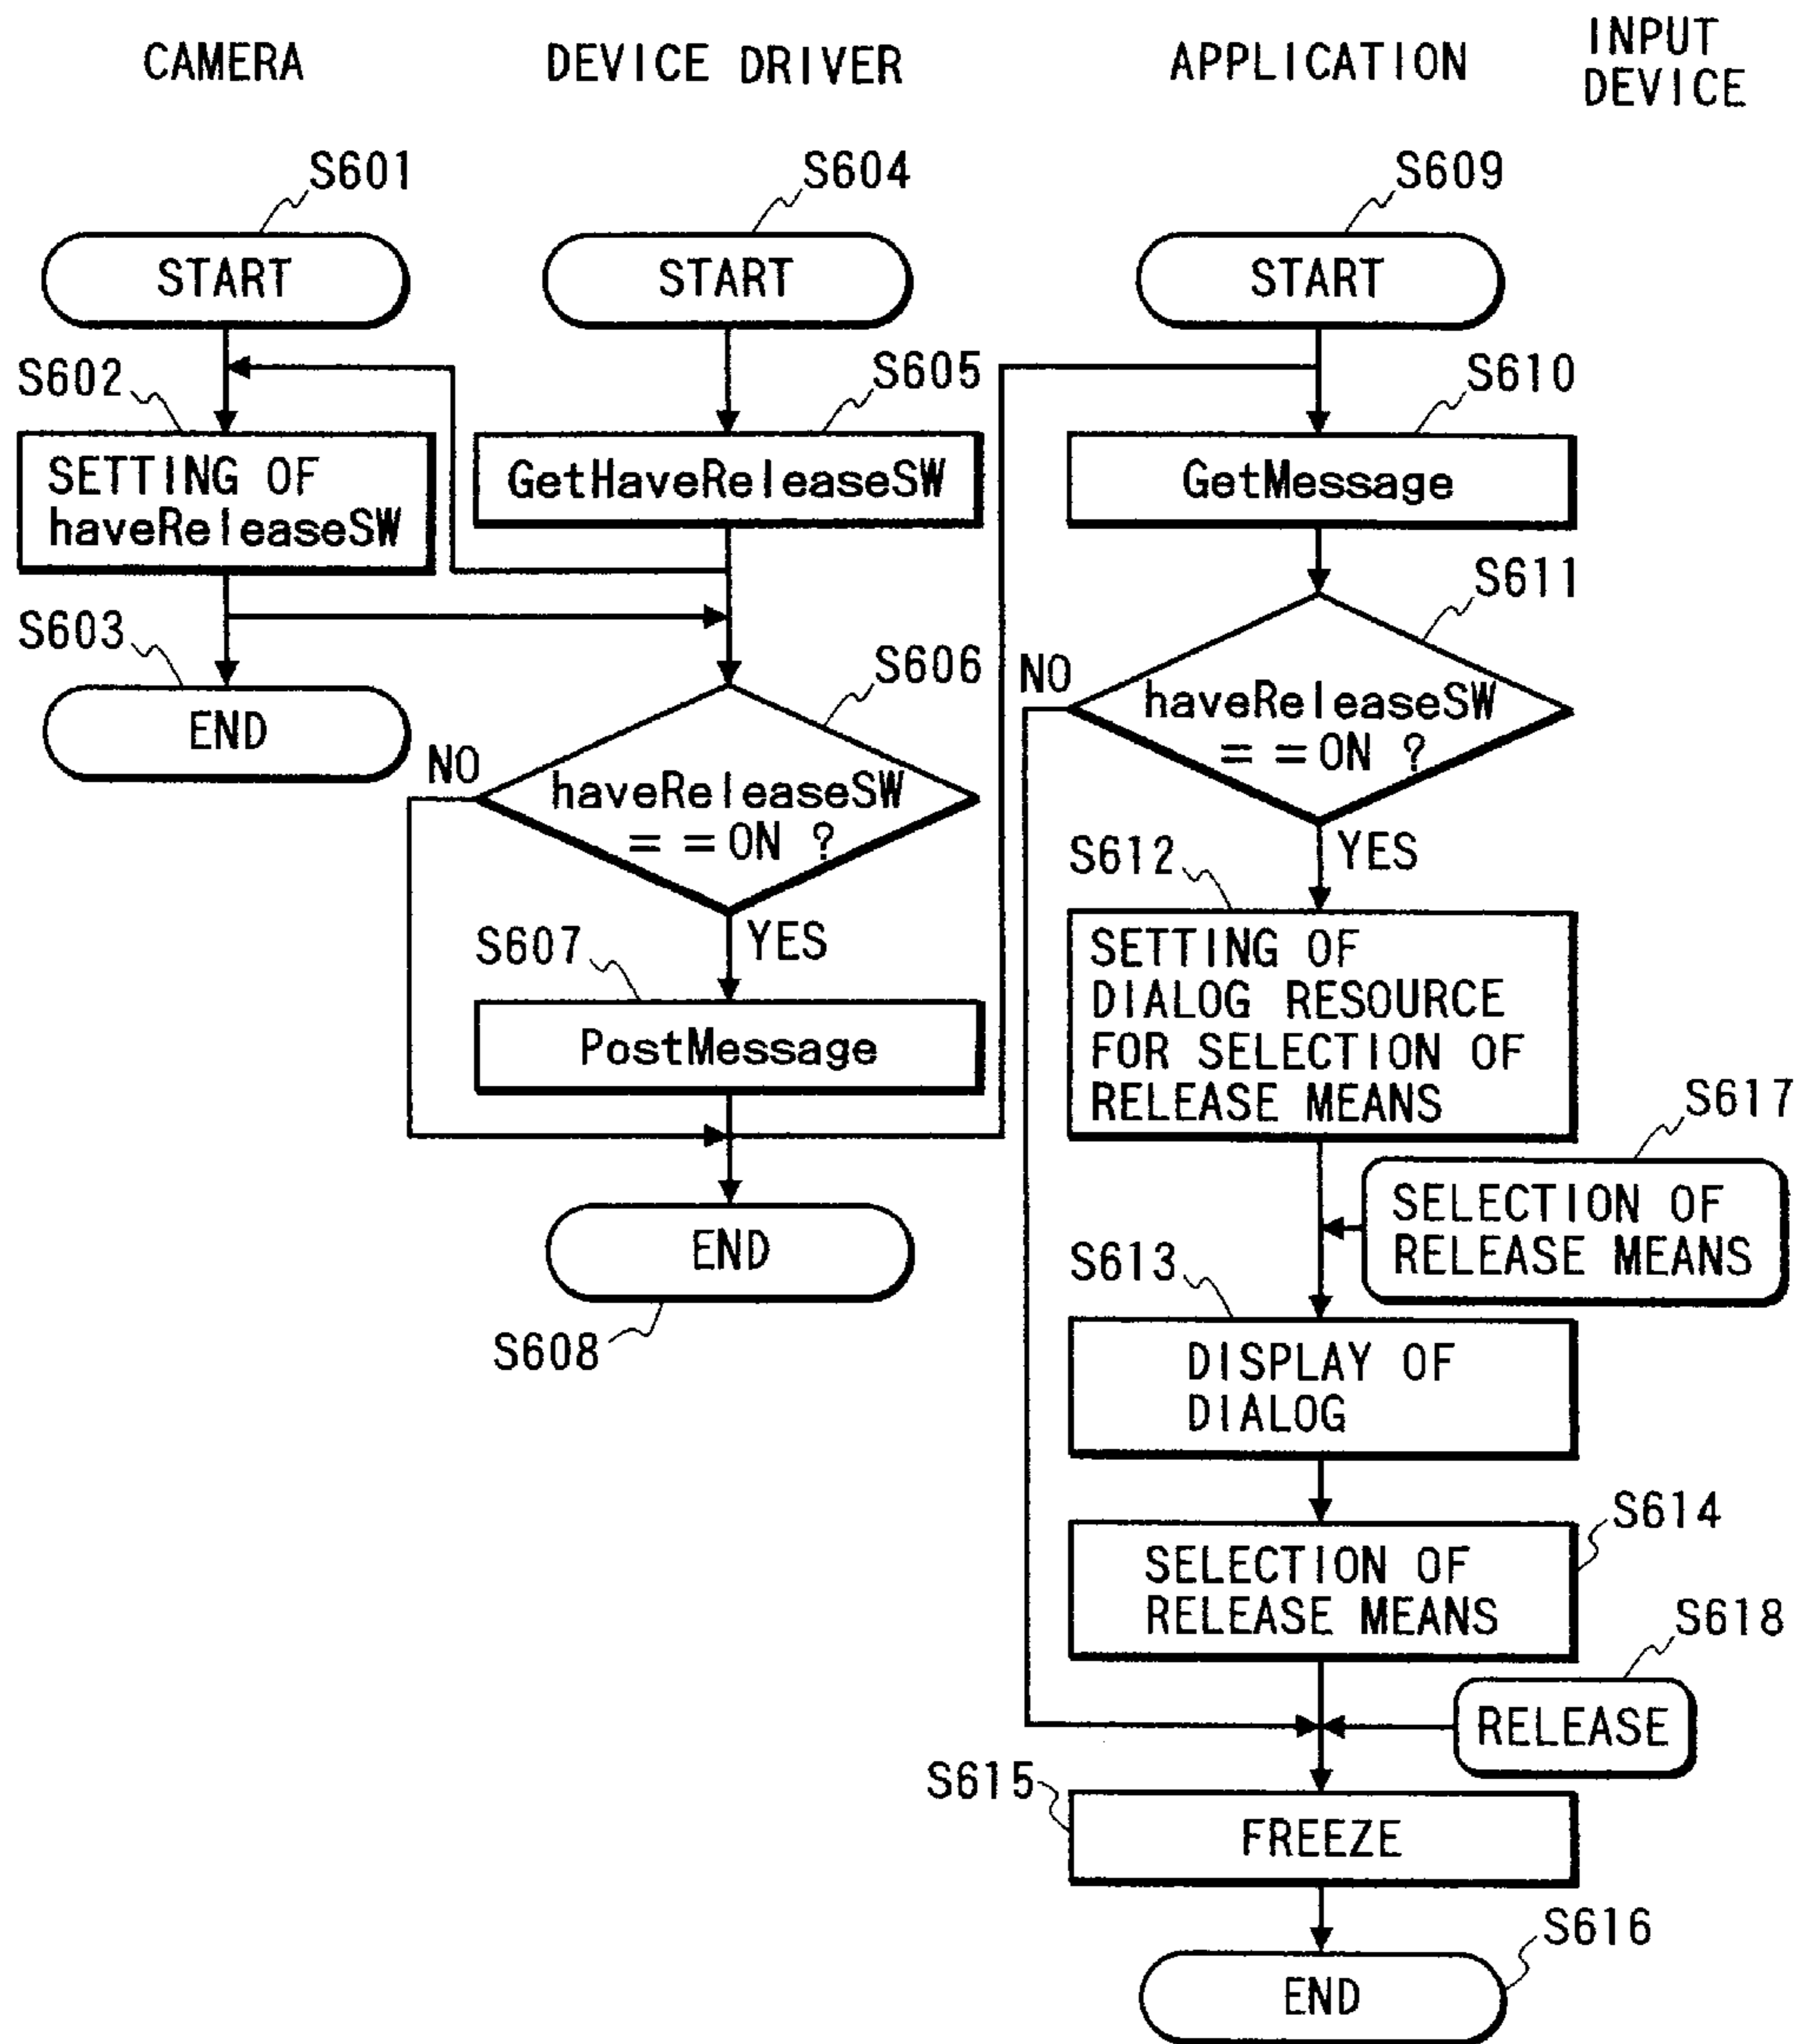 CAMERA
DEVICE DRIVER
APPLICATION
INPUT
DEVICE
S601
START
S602
SETTING OF
haveReleaseSW
S603
END
S604
START
S605
GetHaveReleaseSW
S606
haveReleaseSW
==ON ?
NO
YES
S607
PostMessage
END
S608
S609
START
S610
GetMessage
S611
NO
haveReleaseSW
==ON ?
YES
S612
SETTING OF
DIALOG RESOURCE
FOR SELECTION OF
RELEASE MEANS
S617
SELECTION OF
RELEASE MEANS
S613
DISPLAY OF
DIALOG
S614
SELECTION OF
RELEASE MEANS
S618
RELEASE
S615
FREEZE
S616
END